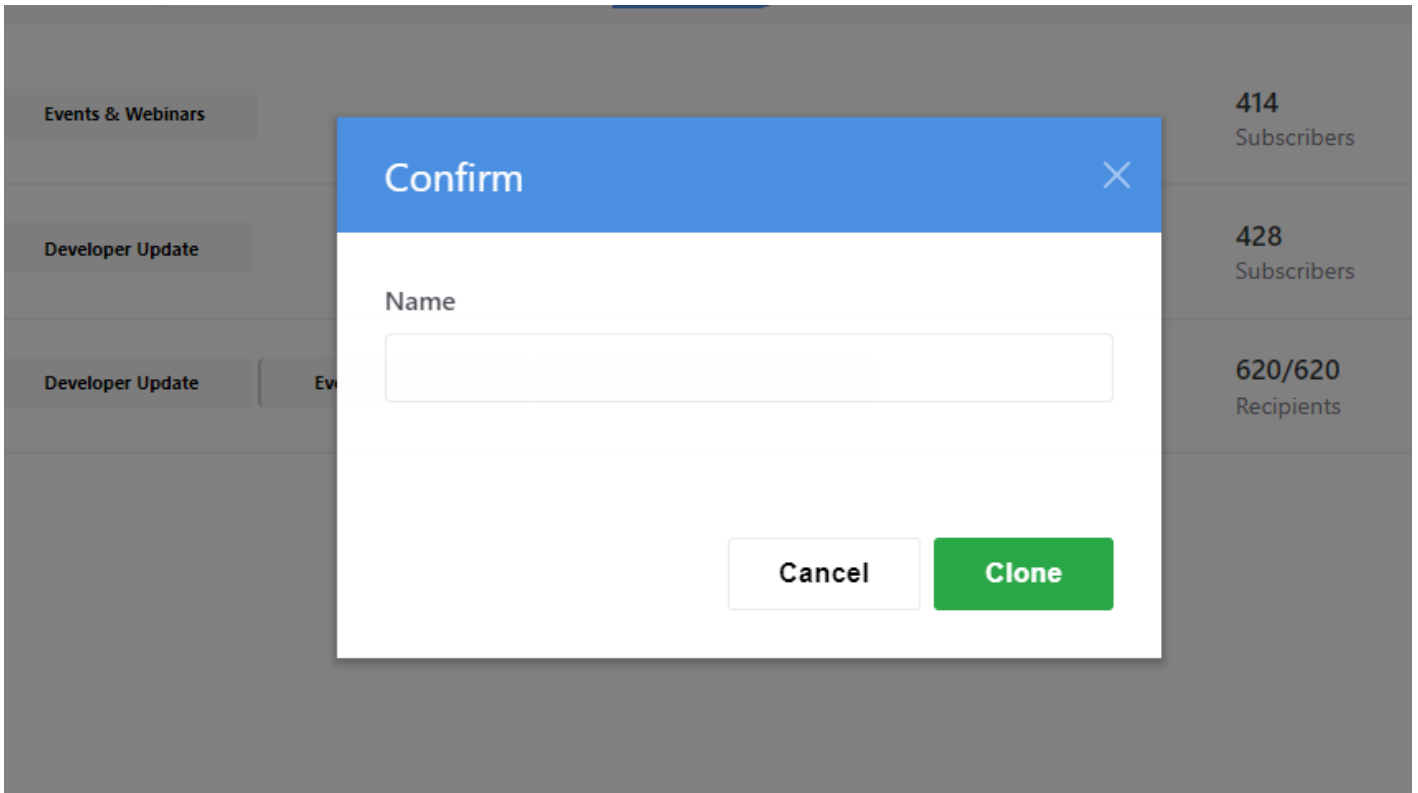 Events & Webinars
414
Subscribers
Confirm
Developer Update
428
Subscribers
Name
Developer Update
620/620
Recipients
Cancel
Clone